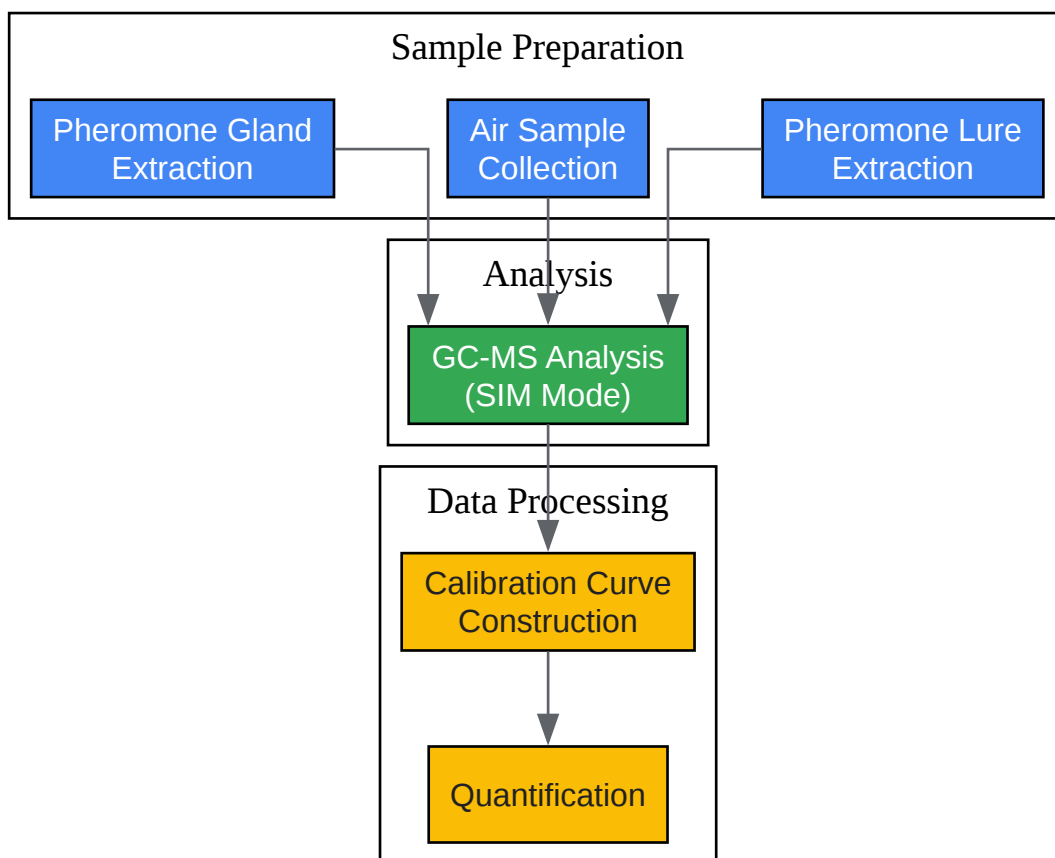 Sample Preparation
Pheromone Gland
Extraction
Air Sample
Collection
Pheromone Lure
Extraction
Analysis
GC-MS Analysis
(SIM Mode)
Data Processing
Calibration Curve
Construction
Quantification